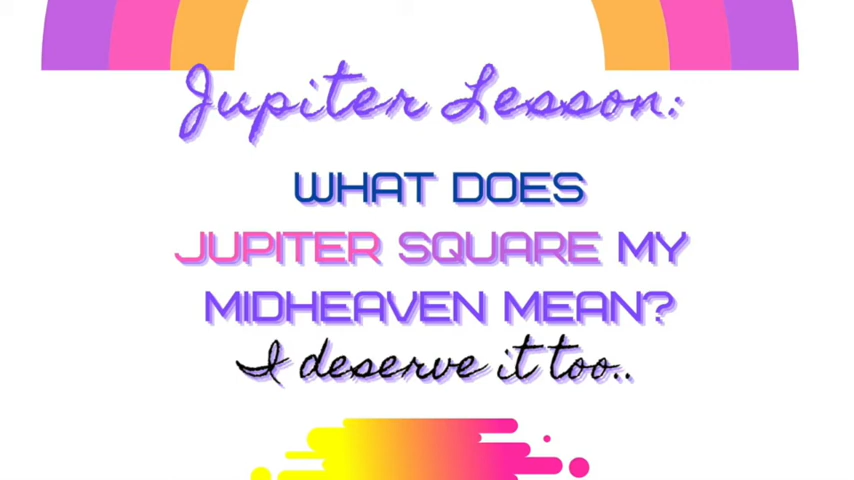 Jupiter Lesson:
WHAT DOES
JUPITER SQUARE MY
MIDHEAVEN MEAN?
I deserve it too..